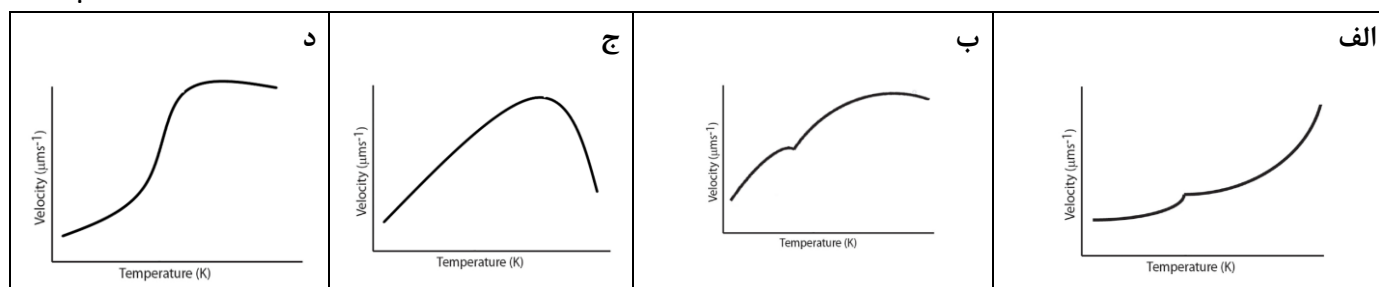 الف
ب
ج
د
Velocity (μms⁻¹)
Temperature (K)
Velocity (μms⁻¹)
Temperature (K)
Velocity (μms⁻¹)
Temperature (K)
Velocity (μms⁻¹)
Temperature (K)